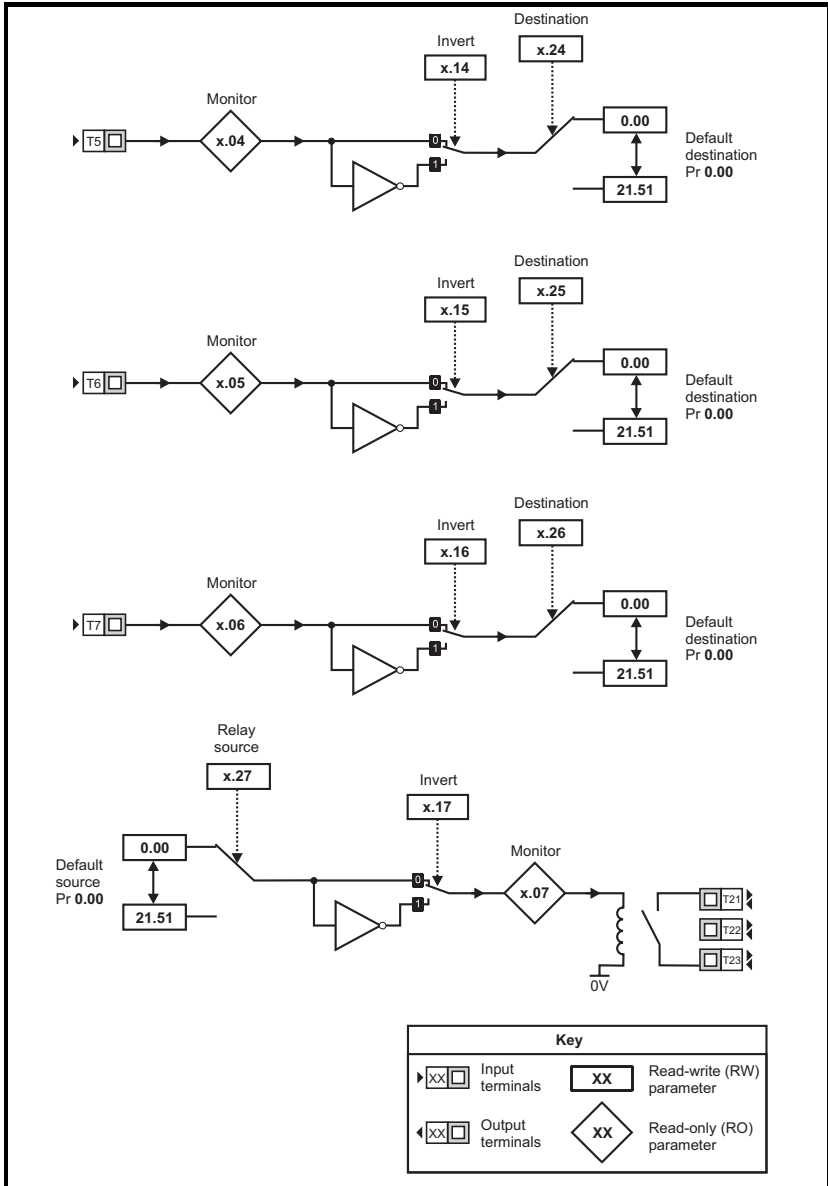 Destination
Invert
x.24
x.14
Monitor
0.00
T5
x.04
0
1
Default
destination
Pr 0.00
21.51
Destination
Invert
x.25
x.15
Monitor
0.00
T6
x.05
0
1
Default
destination
Pr 0.00
21.51
Destination
Invert
x.26
x.16
Monitor
0.00
T7
x.06
0
1
Default
destination
Pr 0.00
21.51
Relay
source
x.27
Invert
x.17
0.00
Monitor
Default
source
Pr 0.00
0
1
x.07
T21
21.51
T22
T23
0V
Key
XX
Input
terminals
XX
Read-write (RW)
parameter
XX
Output
terminals
XX
Read-only (RO)
parameter